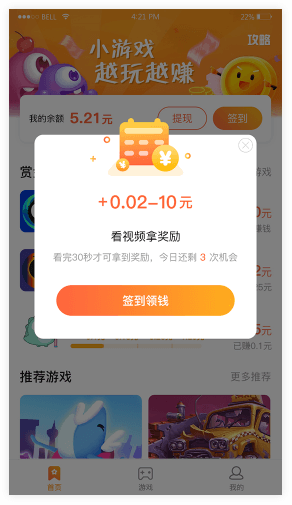 BELL 4:21 PM 22%
攻略
小游戏
越玩越赚
我的余额 5.21元 提现 签到
赏 游戏
+0.02-10元
看视频拿奖励
看完30秒才可拿到奖励，今日还剩 3 次机会
签到领钱
已赚0.1元
推荐游戏 更多推荐
首页 游戏 我的